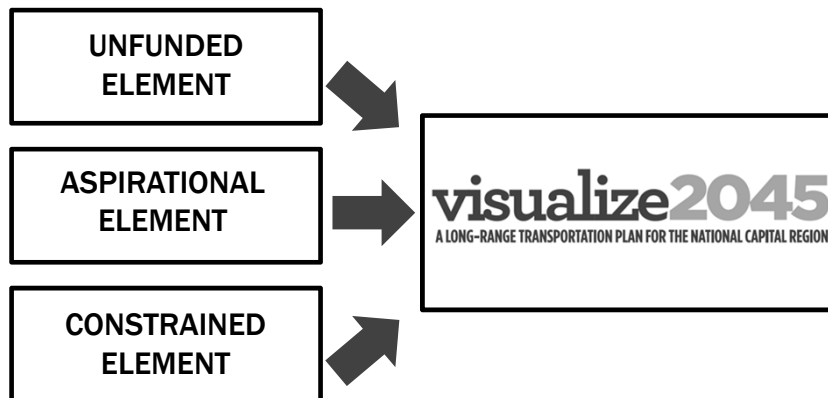 UNFUNDED
ELEMENT
ASPIRATIONAL
ELEMENT
visualize2045
A LONG-RANGE TRANSPORTATION PLAN FOR THE NATIONAL CAPITAL REGION
CONSTRAINED
ELEMENT